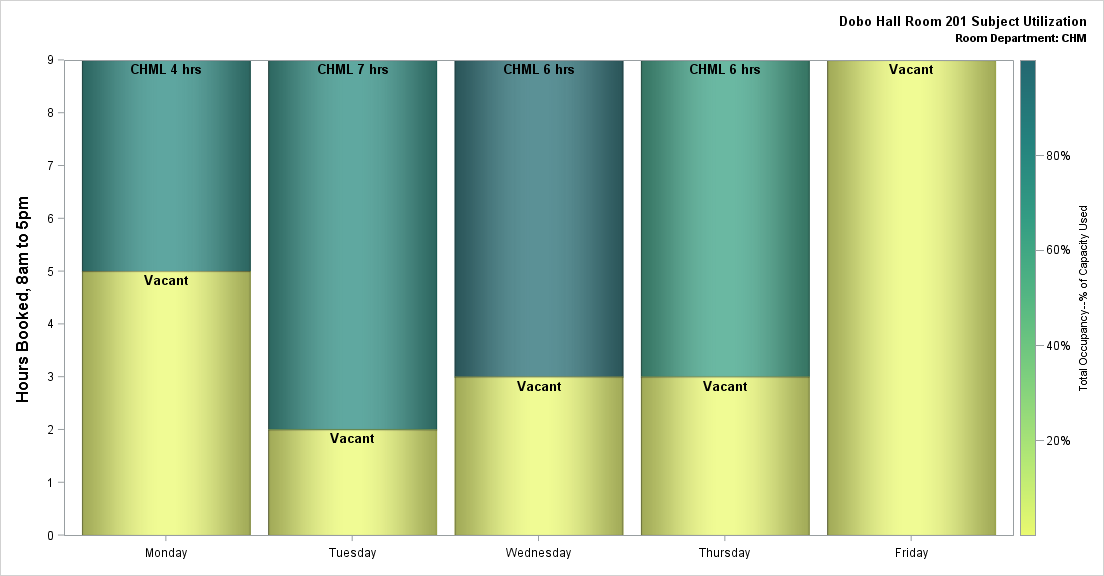 Dobo Hall Room 201 Subject Utilization
Room Department: CHM
Hours Booked, 8am to 5pm
9
8
7
6
5
4
3
2
1
0
CHML 4 hrs
CHML 7 hrs
CHML 6 hrs
CHML 6 hrs
Vacant
Vacant
Vacant
Vacant
Vacant
Monday
Tuesday
Wednesday
Thursday
Friday
80%
60%
40%
20%
Total Occupancy--% of Capacity Used